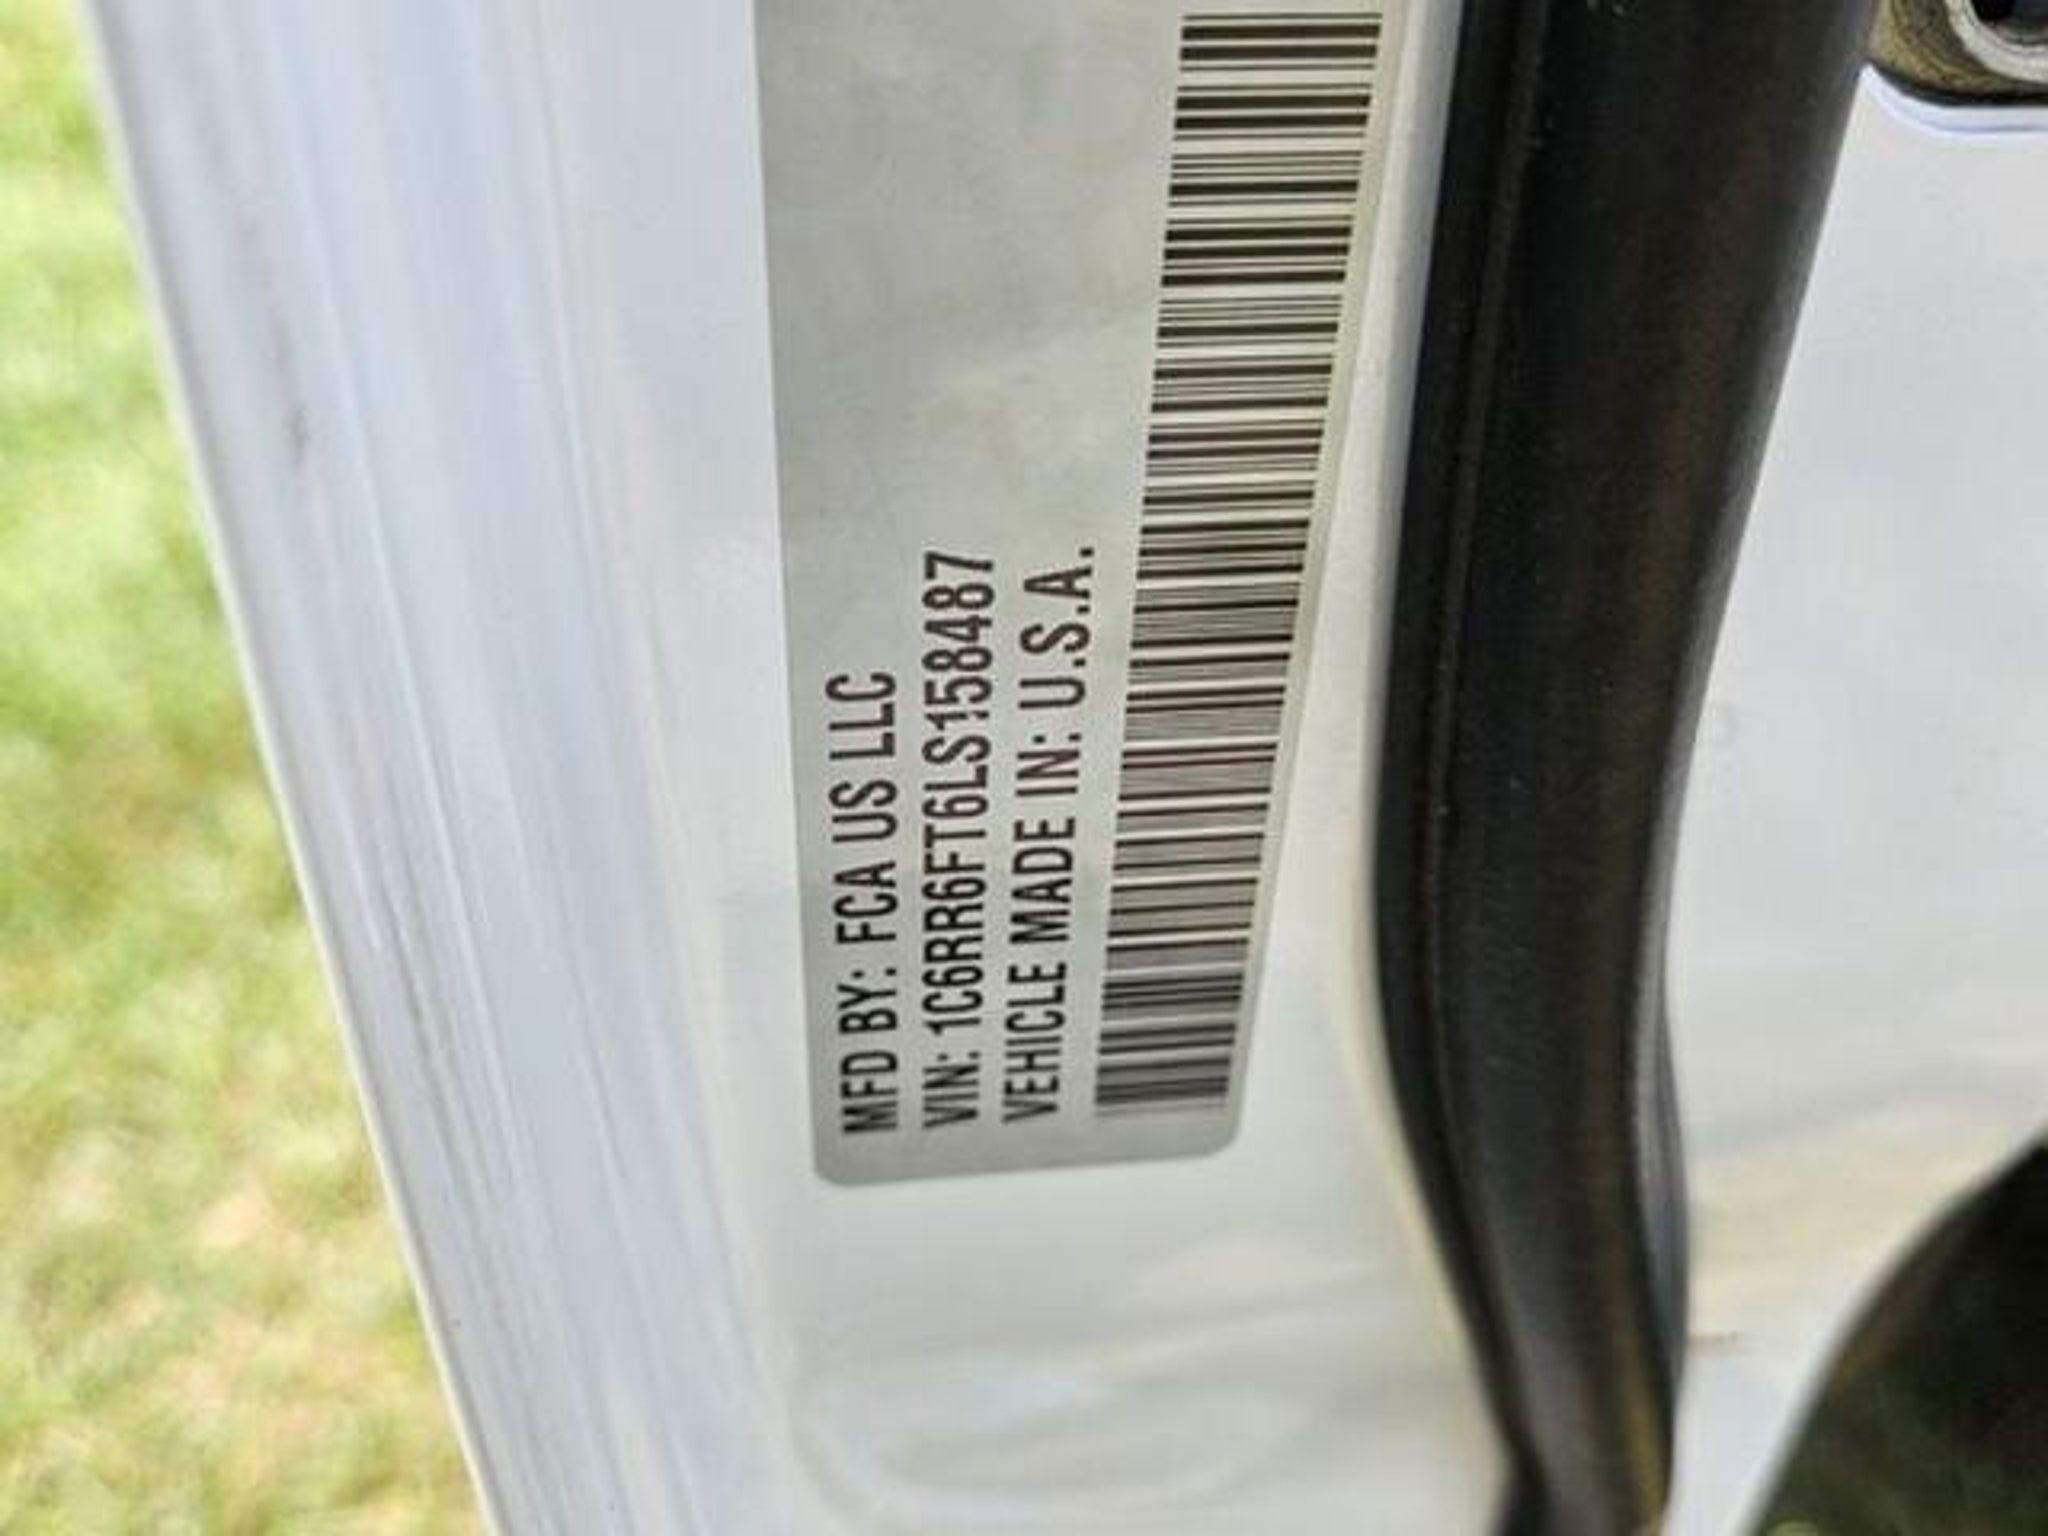 MFD BY: FCA US LLC
VIN: 1C6RR6FT6LS158487
VEHICLE MADE IN: U.S.A.